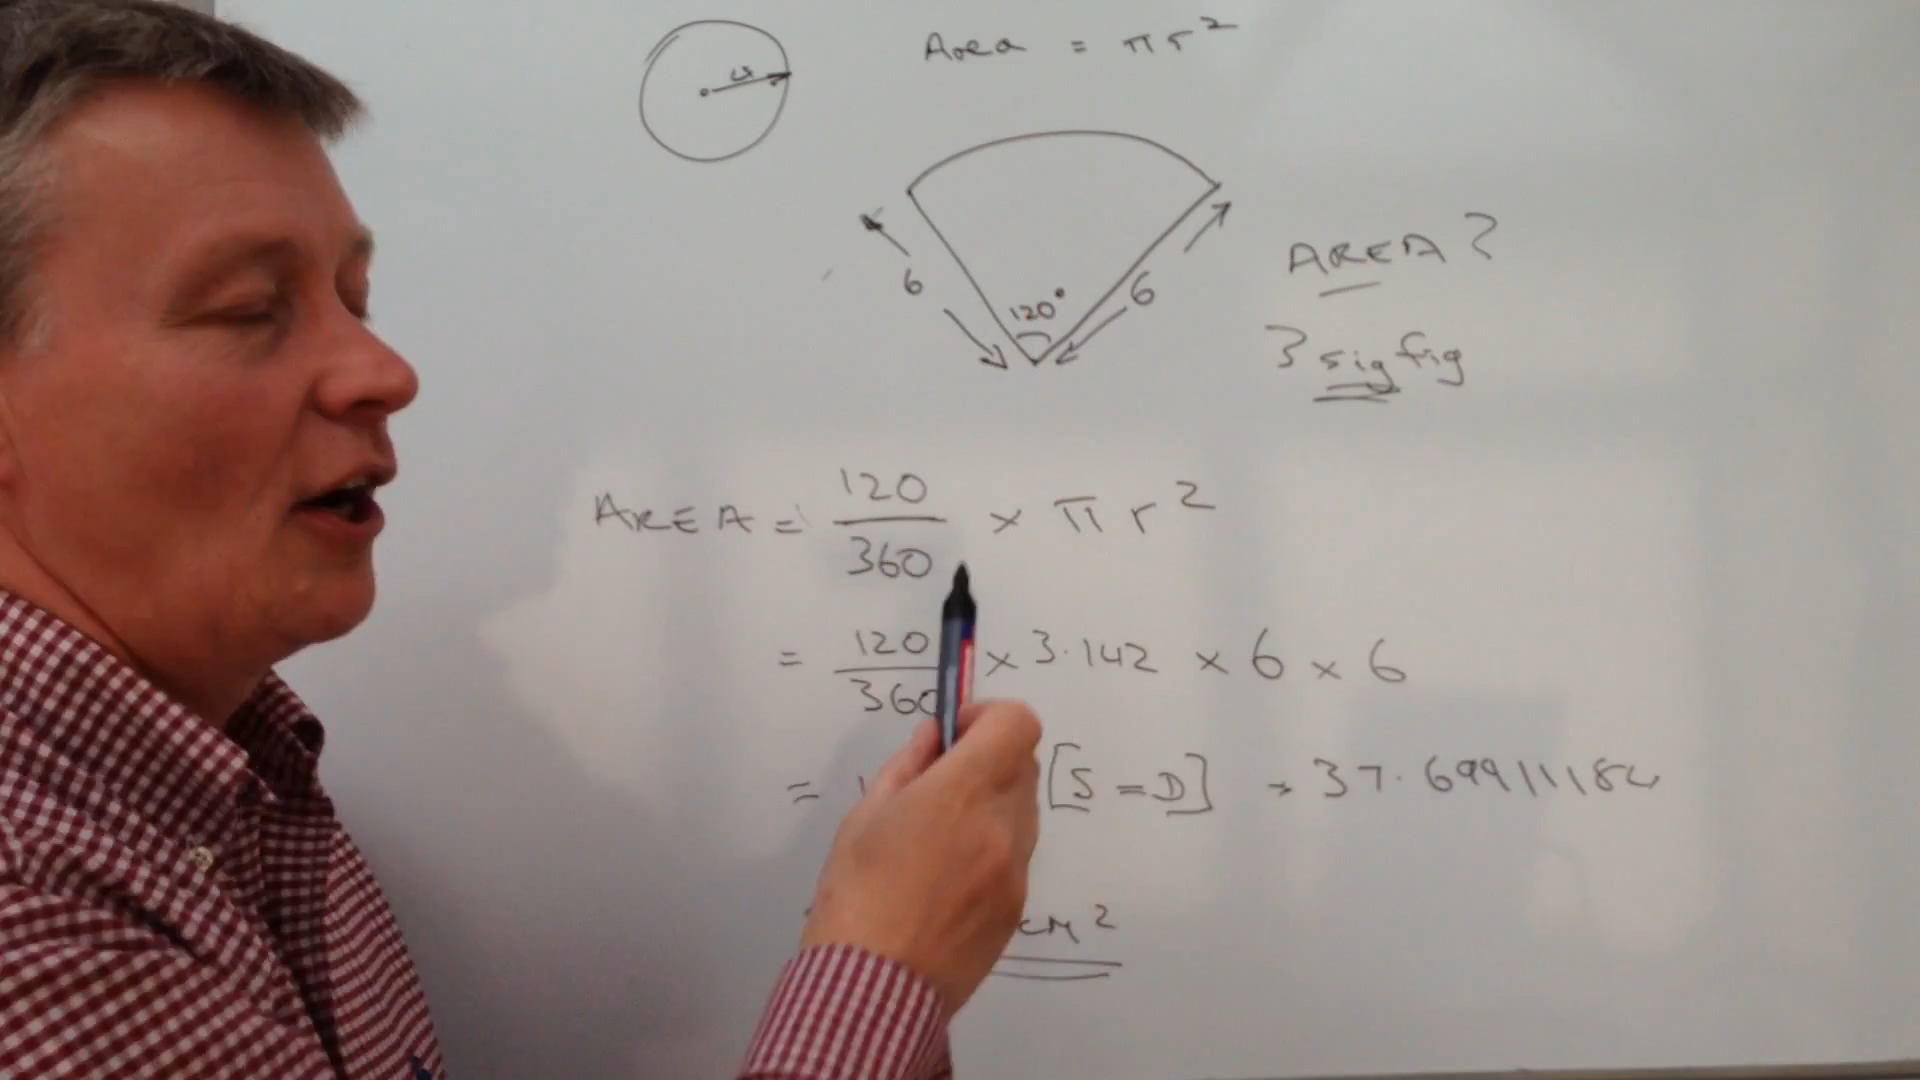 r
Area = πr²
6
120°
6
AREA?
3 sig fig
AREA = 120/360 × πr²
= 120/360 × 3.142 × 6 × 6
= 1 [S=D] → 37.69911184
cm²